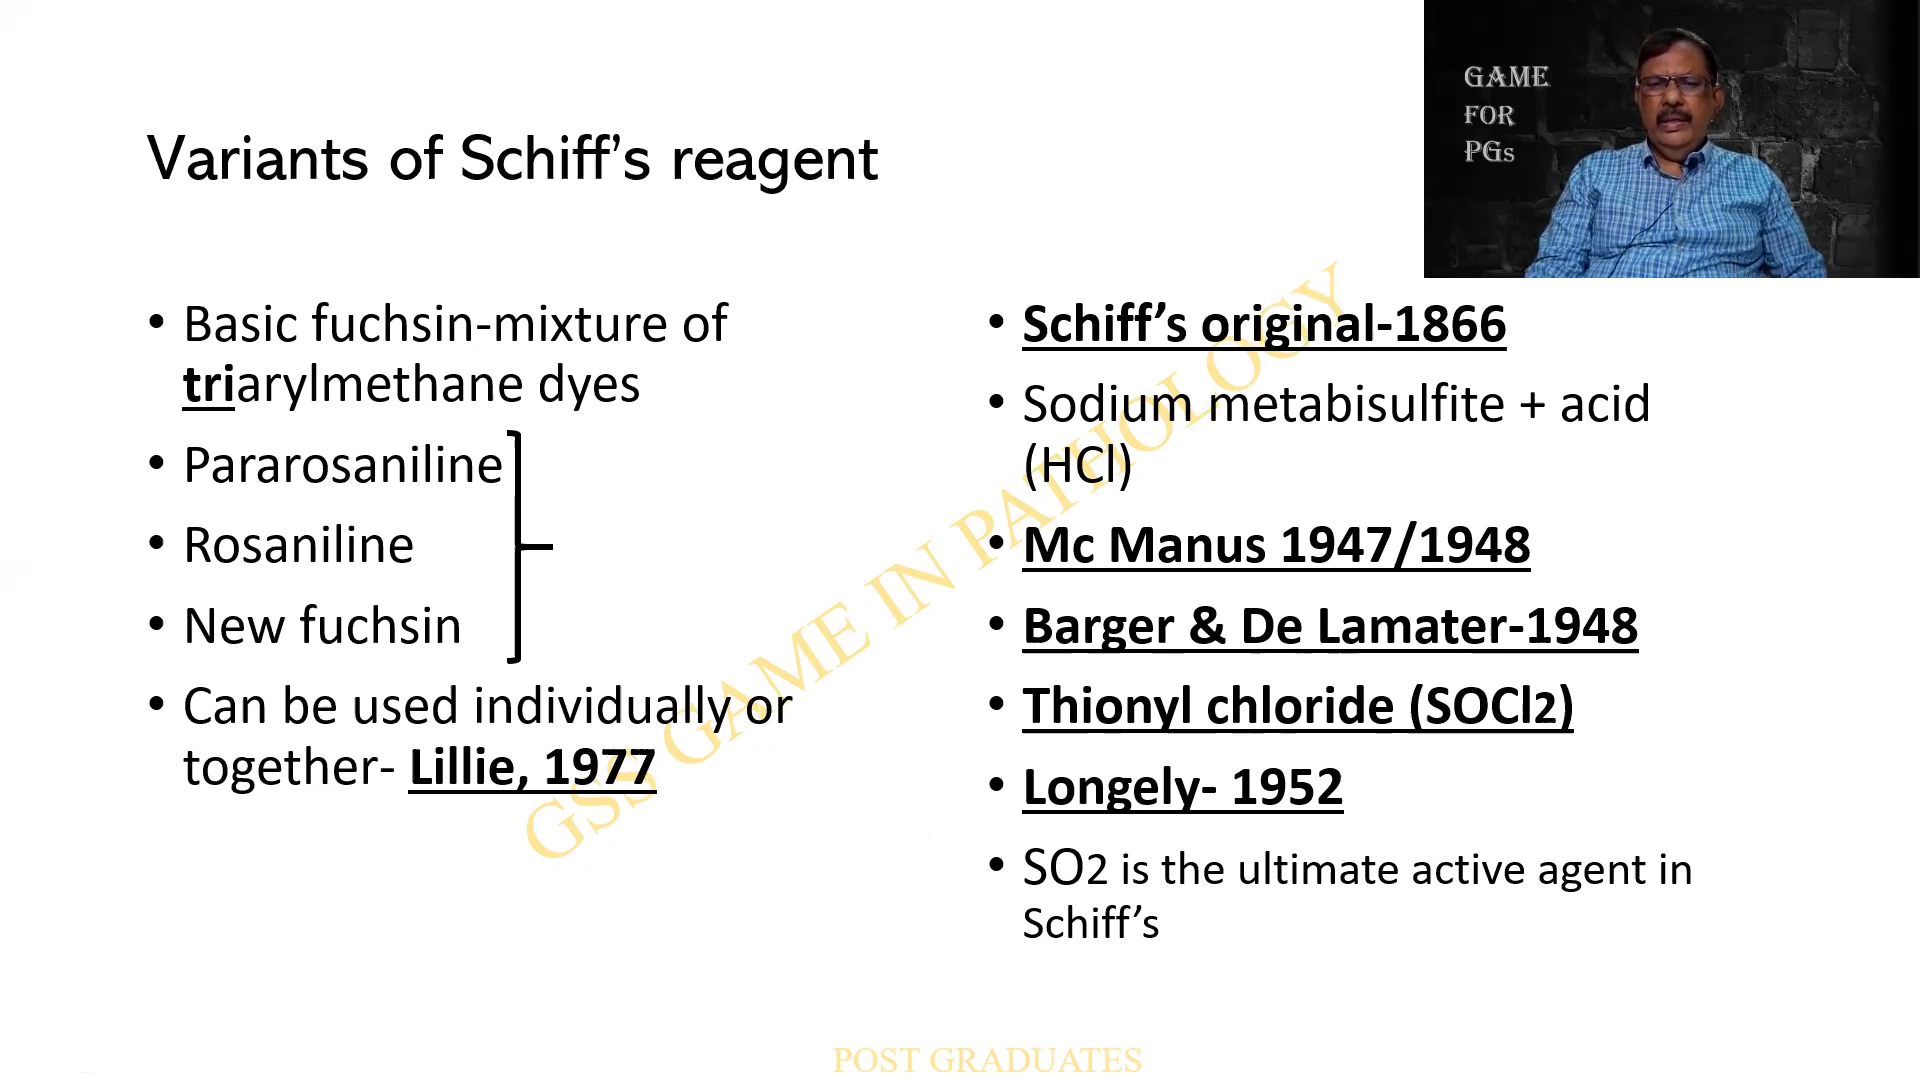 GAME
FOR
PGs
Variants of Schiff’s reagent
• Basic fuchsin-mixture of
triarylmethane dyes
• Pararosaniline
• Rosaniline
• New fuchsin
• Can be used individually or
together- Lillie, 1977
• Schiff’s original-1866
• Sodium metabisulfite + acid
(HCl)
• Mc Manus 1947/1948
• Barger & De Lamater-1948
• Thionyl chloride (SOCl2)
• Longely- 1952
• SO2 is the ultimate active agent in
Schiff’s
GSS GAME IN PATHOLOGY
POST GRADUATES